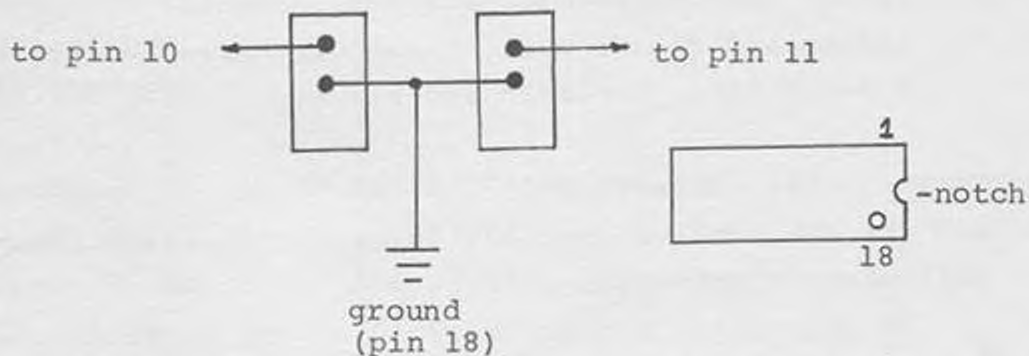 to pin 10
to pin 11
1
-notch
18
ground
(pin 18)